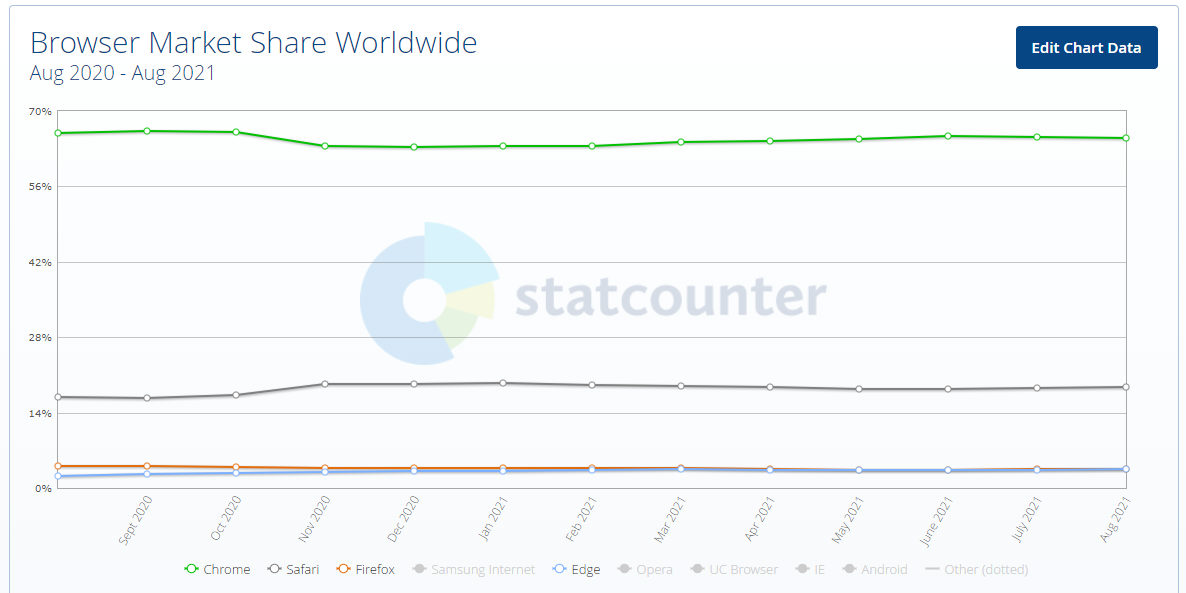 Browser Market Share Worldwide
Aug 2020 - Aug 2021
Edit Chart Data
70%
56%
42%
28%
14%
0%
statcounter
Sept 2020
Oct 2020
Nov 2020
Dec 2020
Jan 2021
Feb 2021
Mar 2021
Apr 2021
May 2021
June 2021
July 2021
Aug 2021
Chrome Safari Firefox Samsung Internet Edge Opera UC Browser IE Android Other (dotted)